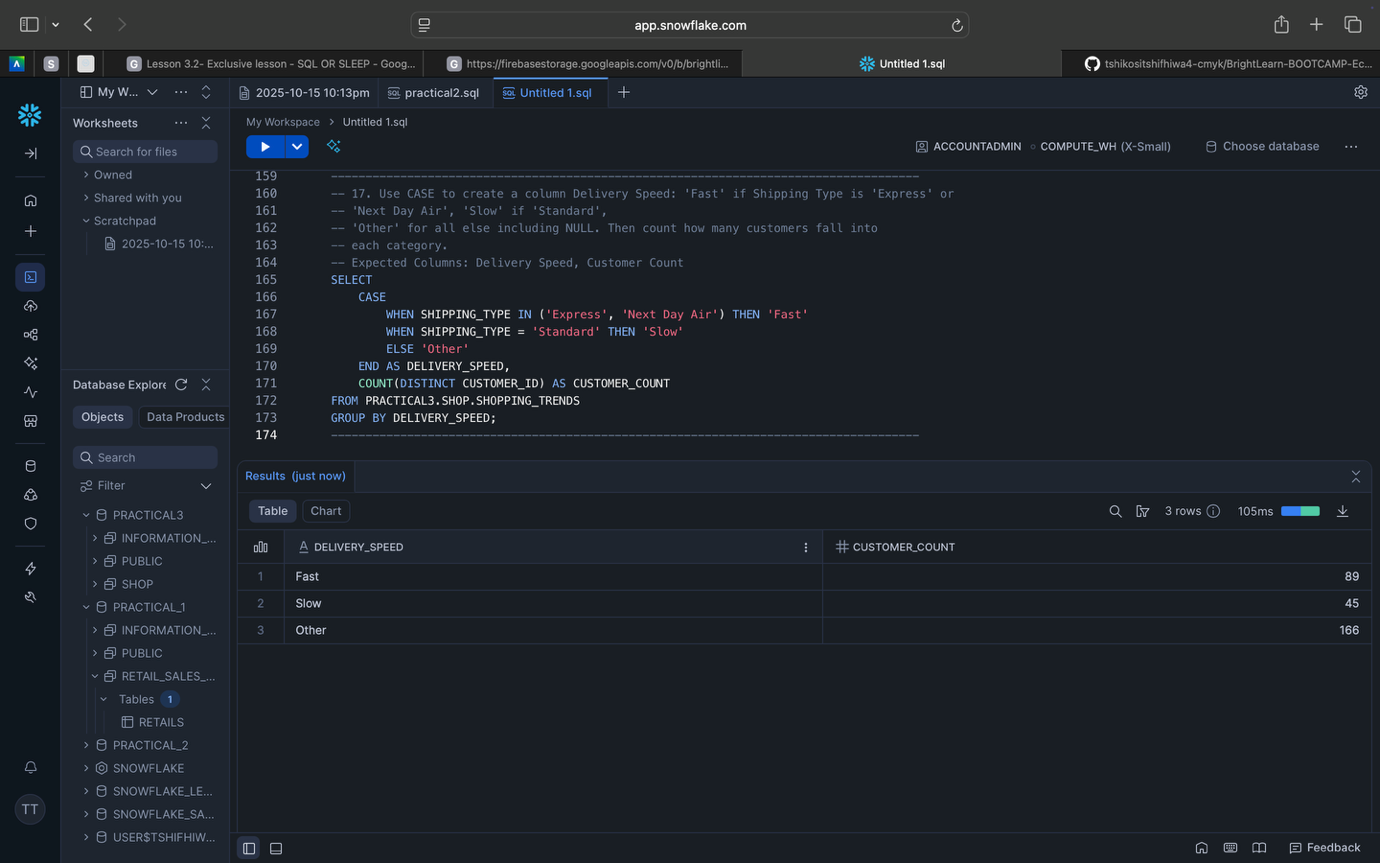 app.snowflake.com
S
G Lesson 3.2- Exclusive lesson - SQL OR SLEEP - Goog...
G https://firebasestorage.googleapis.com/v0/b/brightli...
Untitled 1.sql
tshikositshifhiwa4-cmyk/BrightLearn-BOOTCAMP-Ec...
My W...
2025-10-15 10:13pm
SQL practical2.sql
SQL Untitled 1.sql
Worksheets
Search for files
Owned
Shared with you
Scratchpad
2025-10-15 10:...
My Workspace > Untitled 1.sql
ACCOUNTADMIN COMPUTE_WH (X-Small)
Choose database
159 -------------------------------------------------------------------------------------
160 -- 17. Use CASE to create a column Delivery Speed: 'Fast' if Shipping Type is 'Express' or
161 -- 'Next Day Air', 'Slow' if 'Standard',
162 -- 'Other' for all else including NULL. Then count how many customers fall into
163 -- each category.
164 -- Expected Columns: Delivery Speed, Customer Count
165 SELECT
166 CASE
167 WHEN SHIPPING_TYPE IN ('Express', 'Next Day Air') THEN 'Fast'
168 WHEN SHIPPING_TYPE = 'Standard' THEN 'Slow'
169 ELSE 'Other'
170 END AS DELIVERY_SPEED,
171 COUNT(DISTINCT CUSTOMER_ID) AS CUSTOMER_COUNT
172 FROM PRACTICAL3.SHOP.SHOPPING_TRENDS
173 GROUP BY DELIVERY_SPEED;
174 -------------------------------------------------------------------------------------
Database Explore
Objects
Data Products
Search
Filter
PRACTICAL3
INFORMATION_...
PUBLIC
SHOP
PRACTICAL_1
INFORMATION_...
PUBLIC
RETAIL_SALES_...
Tables 1
RETAILS
PRACTICAL_2
SNOWFLAKE
SNOWFLAKE_LE...
SNOWFLAKE_SA...
USER$TSHIFHIW...
TT
Results (just now)
Table
Chart
3 rows
105ms
DELIVERY_SPEED
CUSTOMER_COUNT
1 Fast 89
2 Slow 45
3 Other 166
Feedback